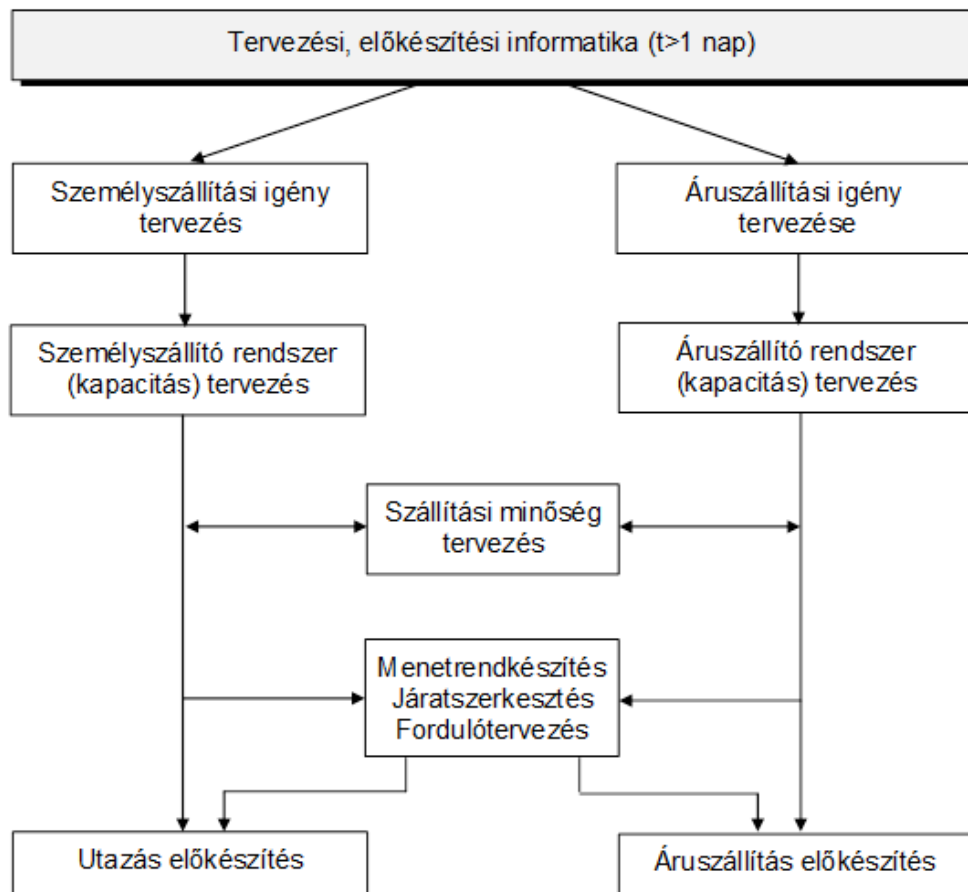 Tervezési, előkészítési informatika (t>1 nap)
Személyszállítási igény
tervezés
Áruszállítási igény
tervezése
Személyszállító rendszer
(kapacitás) tervezés
Áruszállító rendszer
(kapacitás) tervezés
Szállítási minőség
tervezés
Menetrendkészítés
Járatszerkesztés
Fordulótervezés
Utazás előkészítés
Áruszállítás előkészítés